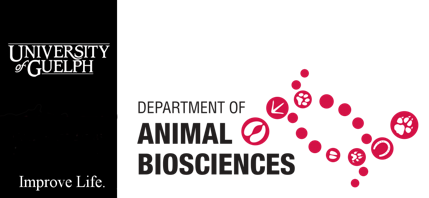 UNIVERSITY
of GUELPH
Improve Life.
DEPARTMENT OF
ANIMAL
BIOSCIENCES